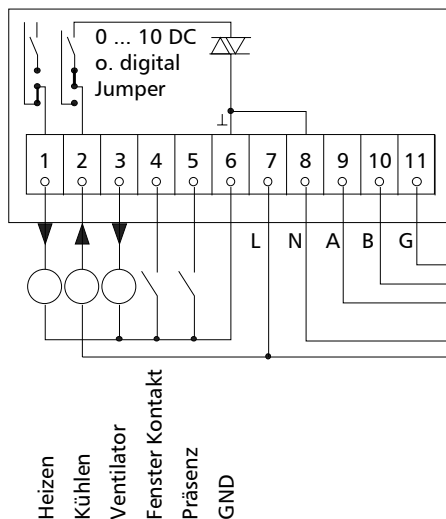 0 ... 10 DC
o. digital
Jumper
⊥
1 2 3 4 5 6 7 8 9 10 11
L N A B G
Heizen
Kühlen
Ventilator
Fenster Kontakt
Präsenz
GND